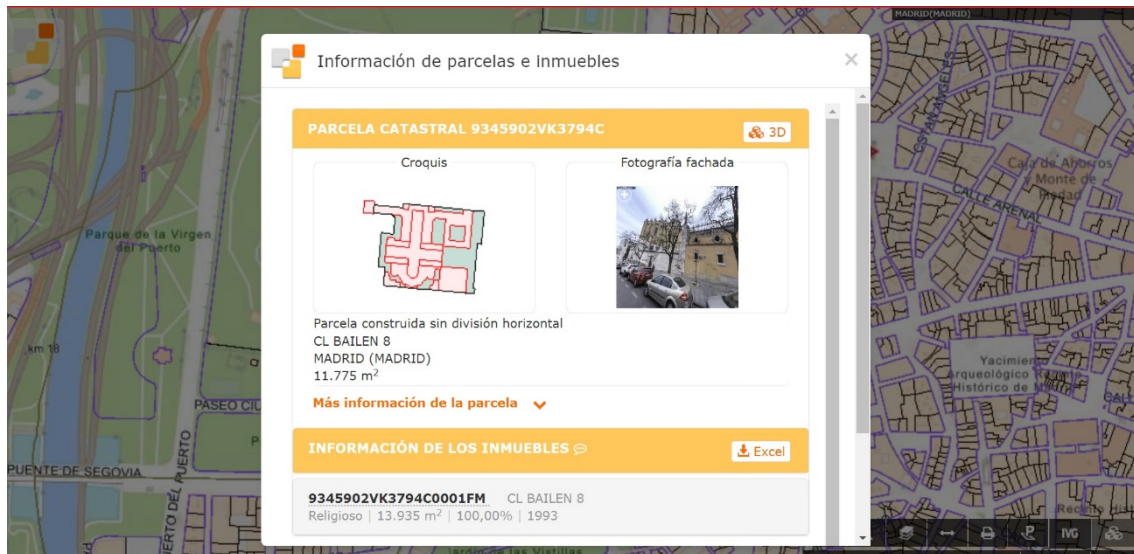 MADRID(MADRID)
Información de parcelas e inmuebles
PARCELA CATASTRAL 9345902VK3794C
3D
Croquis
Fotografía fachada
Parcela construida sin división horizontal
CL BAILEN 8
MADRID (MADRID)
11.775 m²
Más información de la parcela
INFORMACIÓN DE LOS INMUEBLES
Excel
9345902VK3794C0001FM CL BAILEN 8
Religioso | 13.935 m² | 100,00% | 1993
Parque de la Virgen
del Puerto
km 18
PASEO
PUENTE DE SEGOVIA
Caja de Ahorros
y Monte de
Piedad
CALLE ARENAL
Yacimiento
Arqueológico Recinto
Histórico de Madrid
IVG